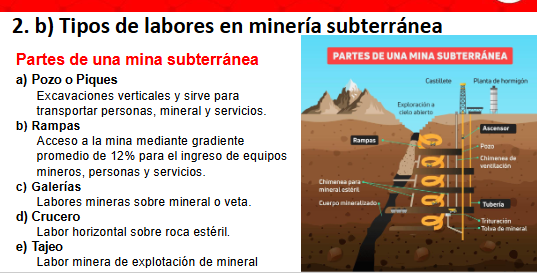 2. b) Tipos de labores en minería subterránea
Partes de una mina subterránea
a) Pozo o Piques
Excavaciones verticales y sirve para
transportar personas, mineral y servicios.
b) Rampas
Acceso a la mina mediante gradiente
promedio de 12% para el ingreso de equipos
mineros, personas y servicios.
c) Galerías
Labores mineras sobre mineral o veta.
d) Crucero
Labor horizontal sobre roca estéril.
e) Tajeo
Labor minera de explotación de mineral
PARTES DE UNA MINA SUBTERRÁNEA
Castillete
Planta de hormigón
Exploración a
cielo abierto
Ascensor
Rampas
Pozo
Chimenea de
ventilación
Chimenea para
mineral estéril
Cuerpo mineralizado
Tubería
Trituración
Tolva de mineral